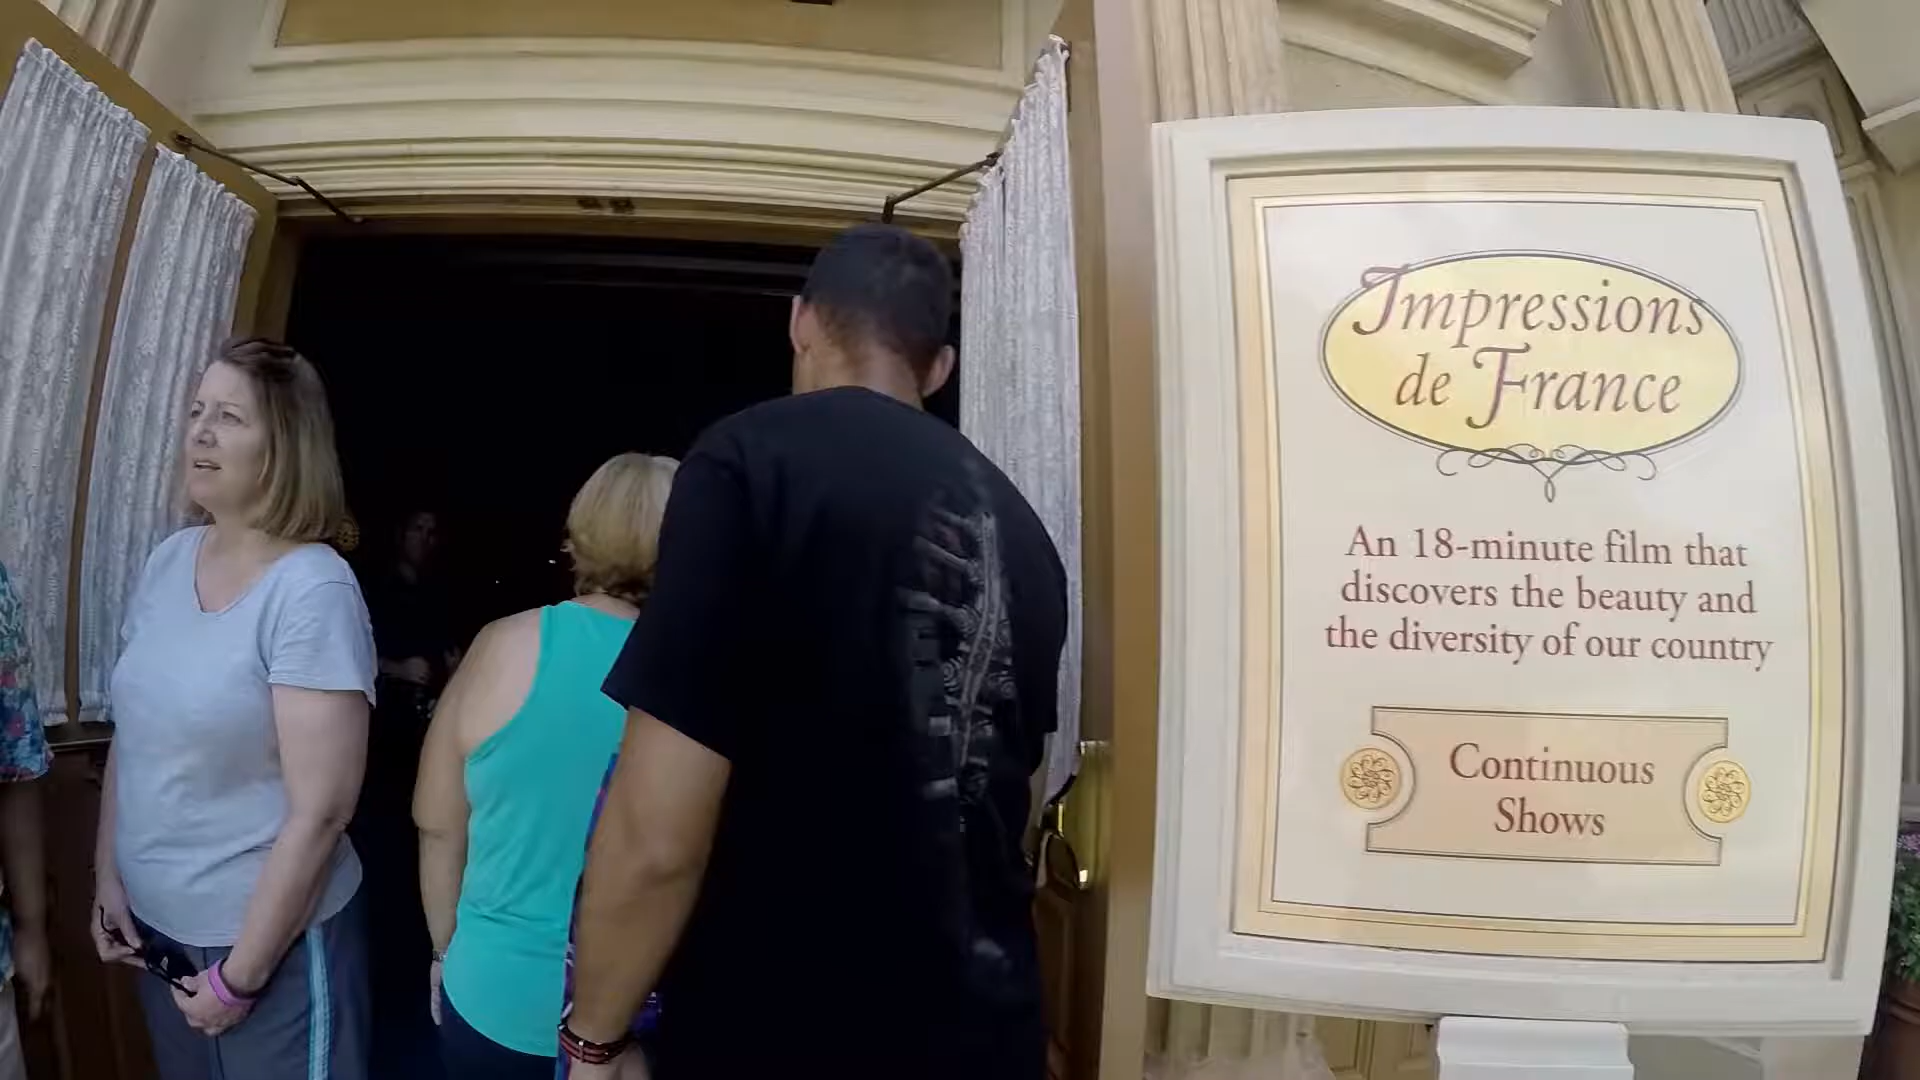 Impressions
de France
An 18-minute film that
discovers the beauty and
the diversity of our country
Continuous
Shows